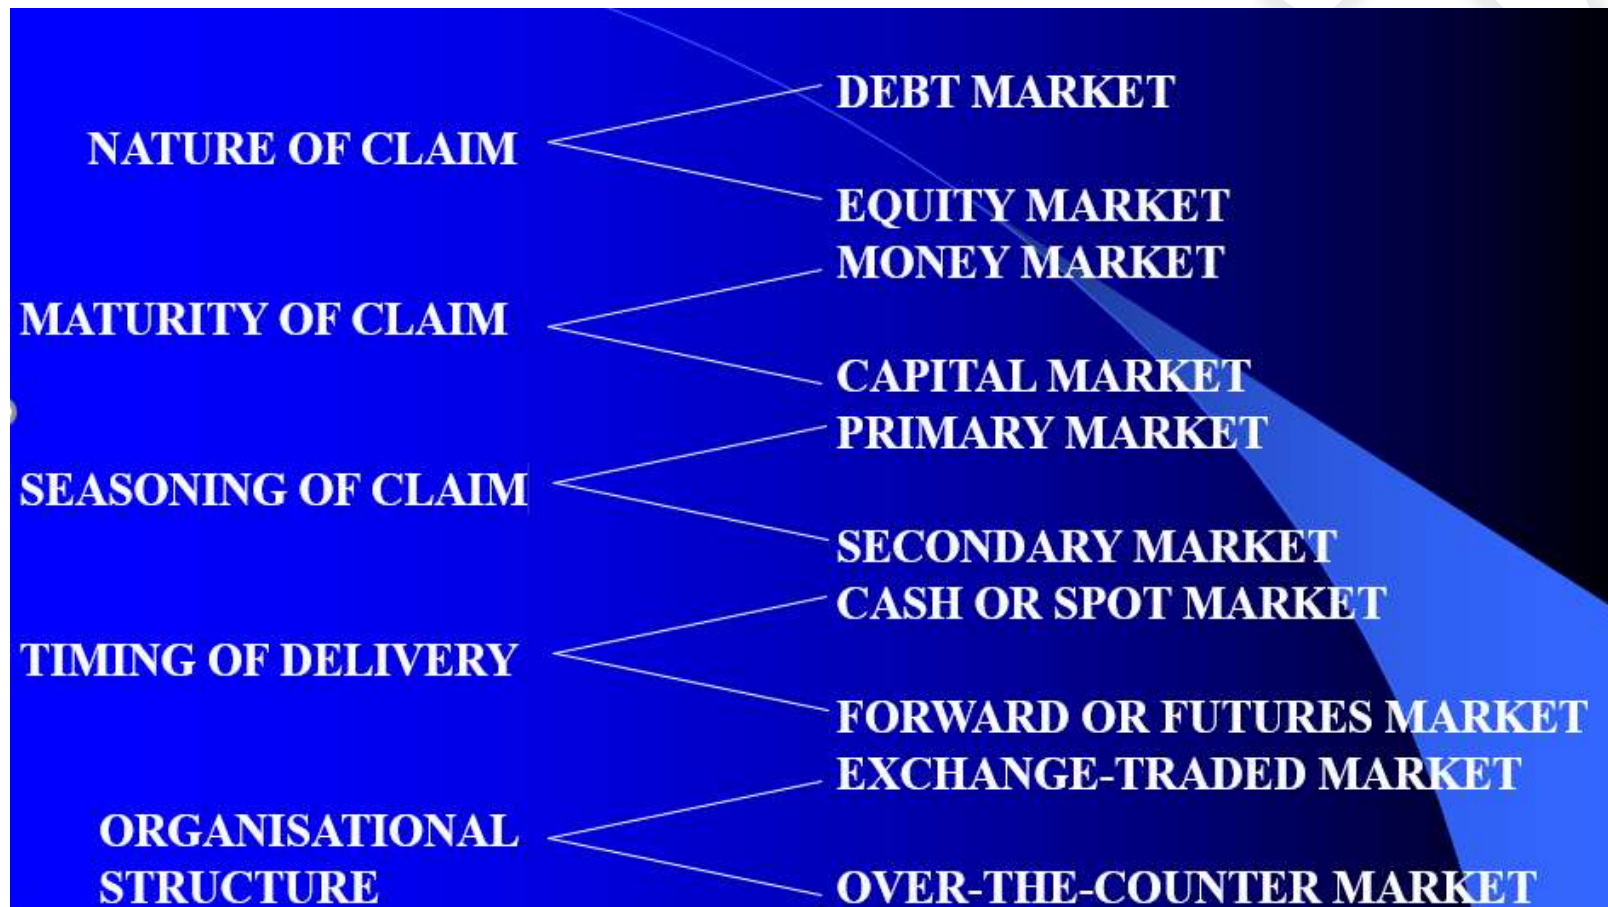 DEBT MARKET
NATURE OF CLAIM
EQUITY MARKET
MONEY MARKET
MATURITY OF CLAIM
CAPITAL MARKET
PRIMARY MARKET
SEASONING OF CLAIM
SECONDARY MARKET
CASH OR SPOT MARKET
TIMING OF DELIVERY
FORWARD OR FUTURES MARKET
EXCHANGE-TRADED MARKET
ORGANISATIONAL
STRUCTURE
OVER-THE-COUNTER MARKET